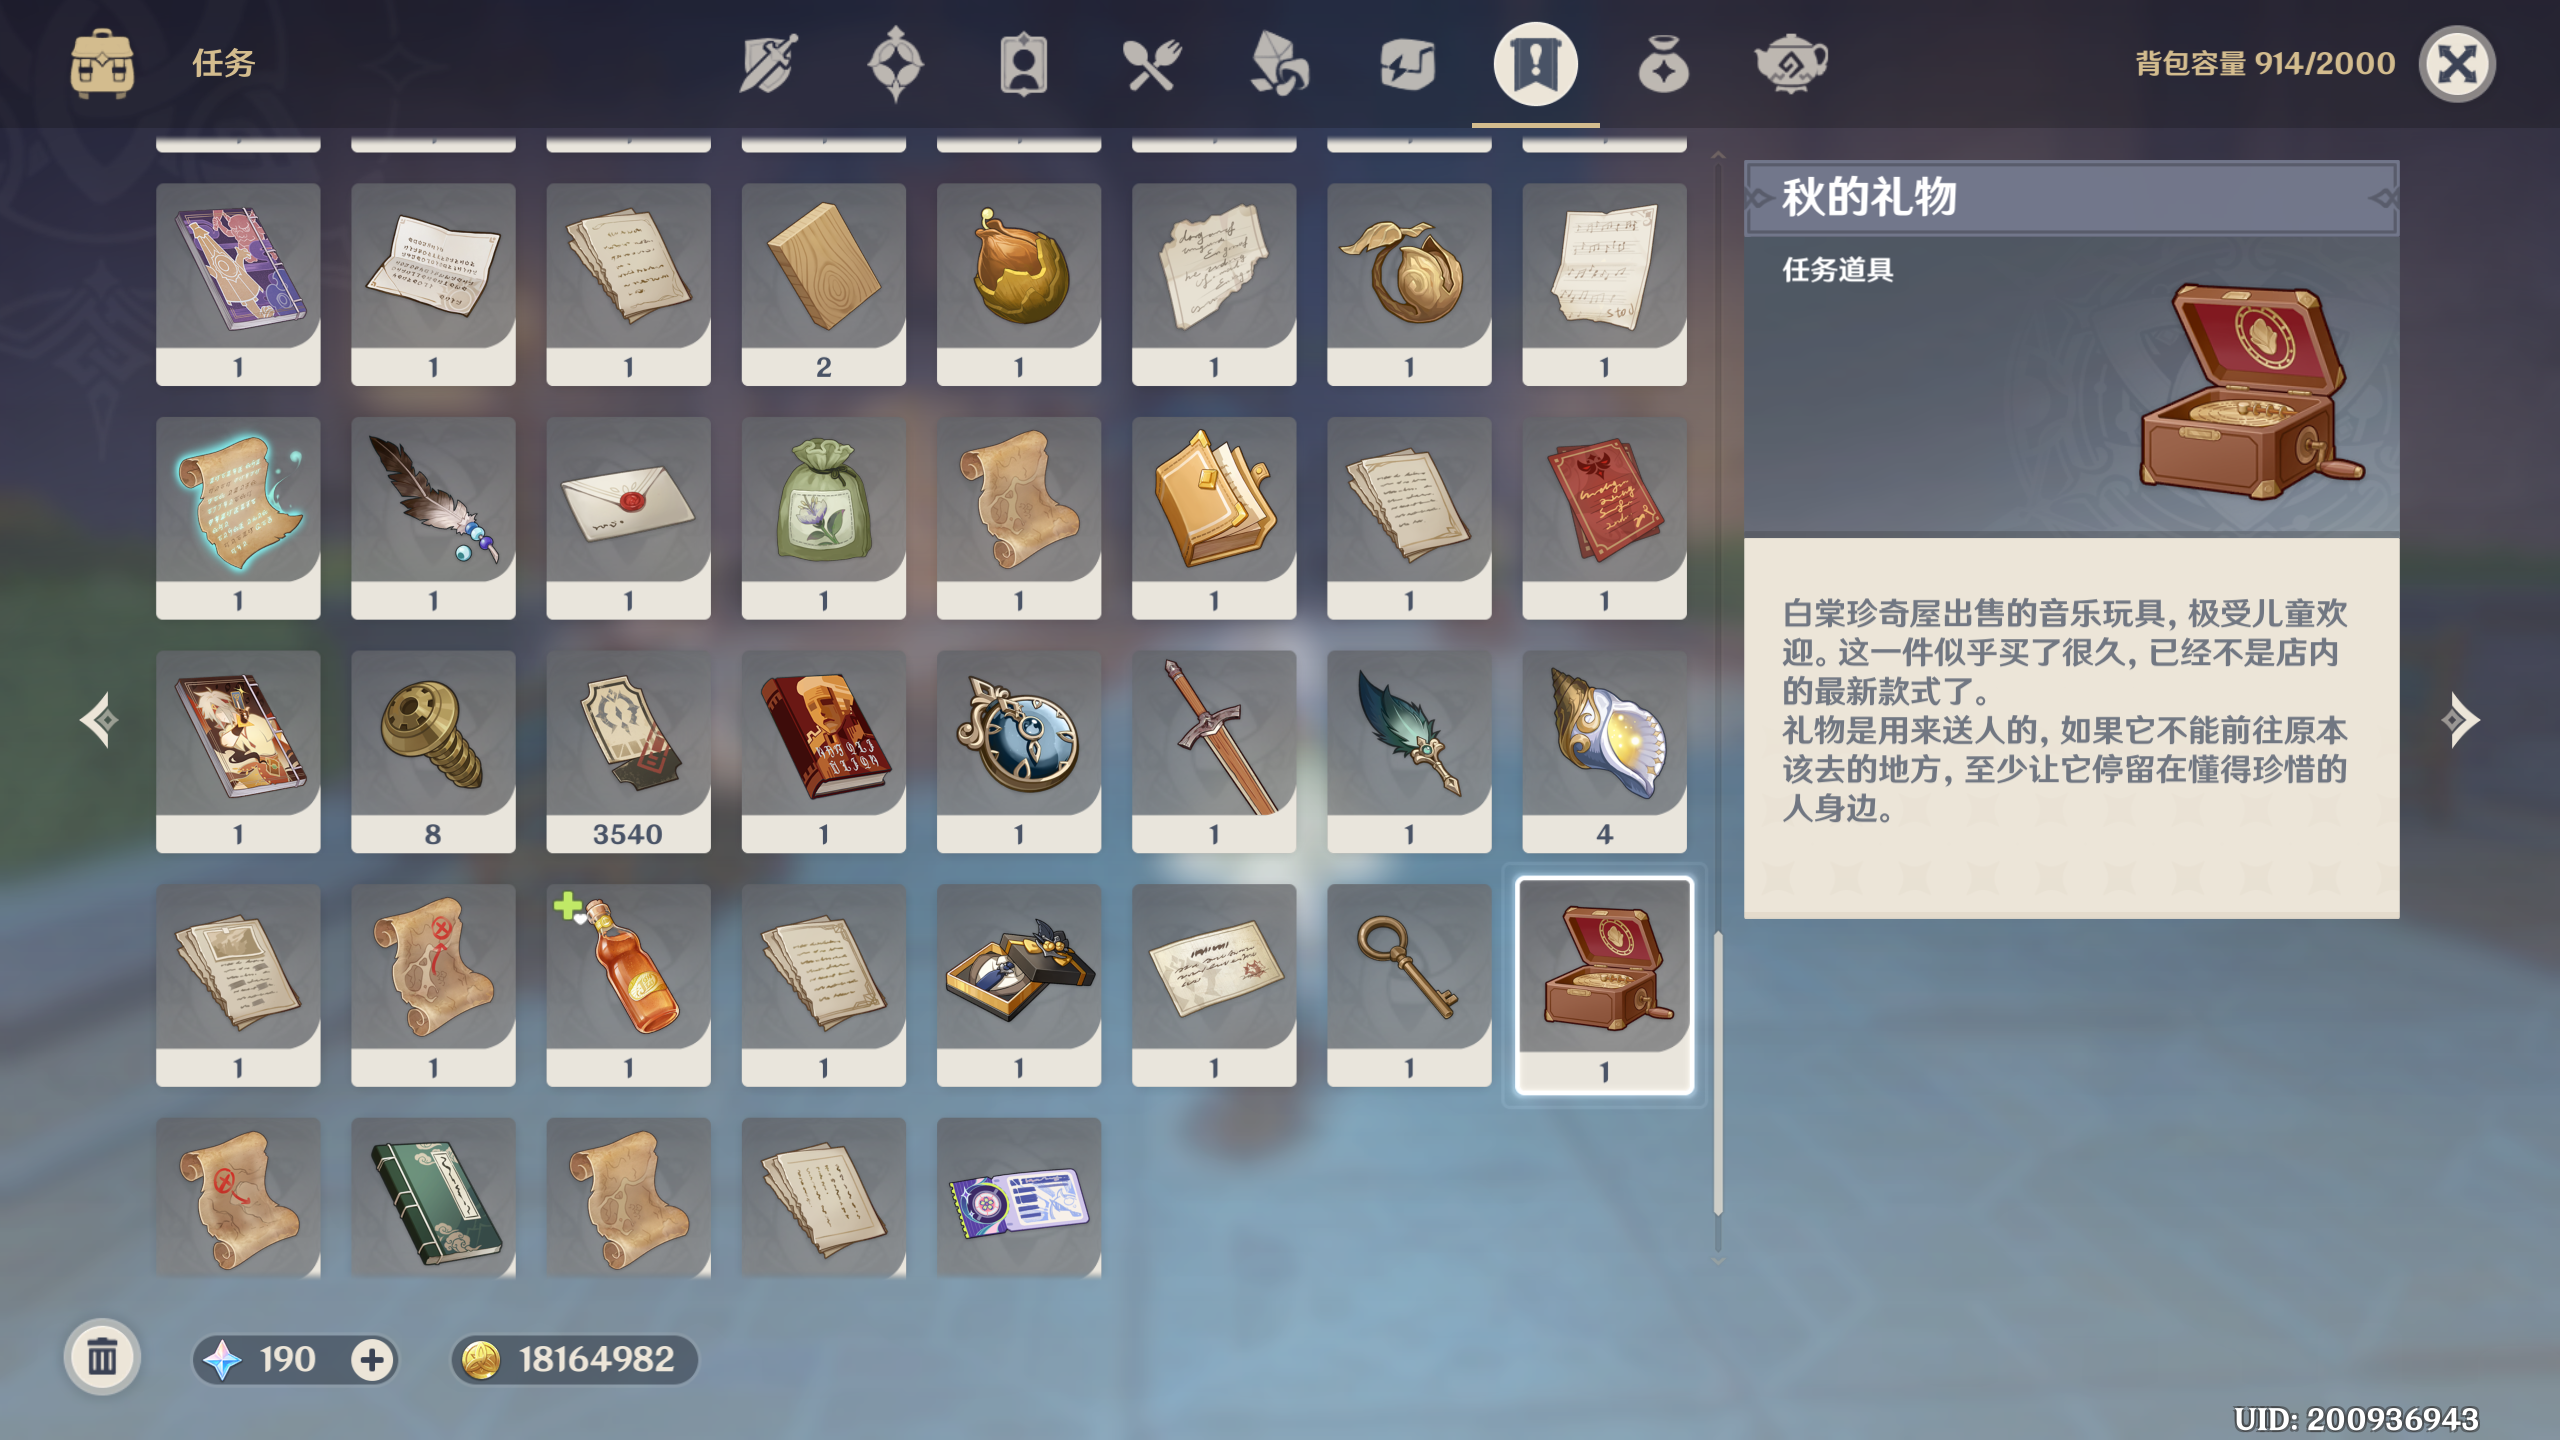 任务
背包容量 914/2000
秋的礼物
任务道具
白棠珍奇屋出售的音乐玩具，极受儿童欢
迎。这一件似乎买了很久，已经不是店内
的最新款式了。
礼物是用来送人的，如果它不能前往原本
该去的地方，至少让它停留在懂得珍惜的
人身边。
1 1 1 2 1 1 1 1
1 1 1 1 1 1 1 1
1 8 3540 1 1 1 1 4
1 1 1 1 1 1 1 1
190
18164982
UID: 200936943